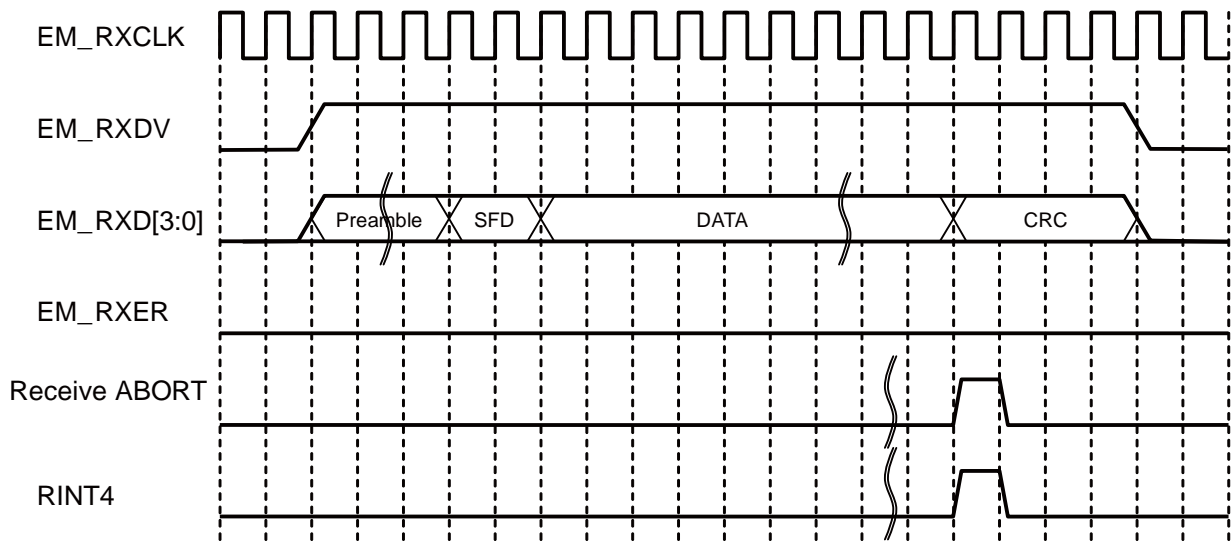 EM_RXCLK
EM_RXDV
EM_RXD[3:0]
Preamble SFD DATA CRC
EM_RXER
Receive ABORT
RINT4